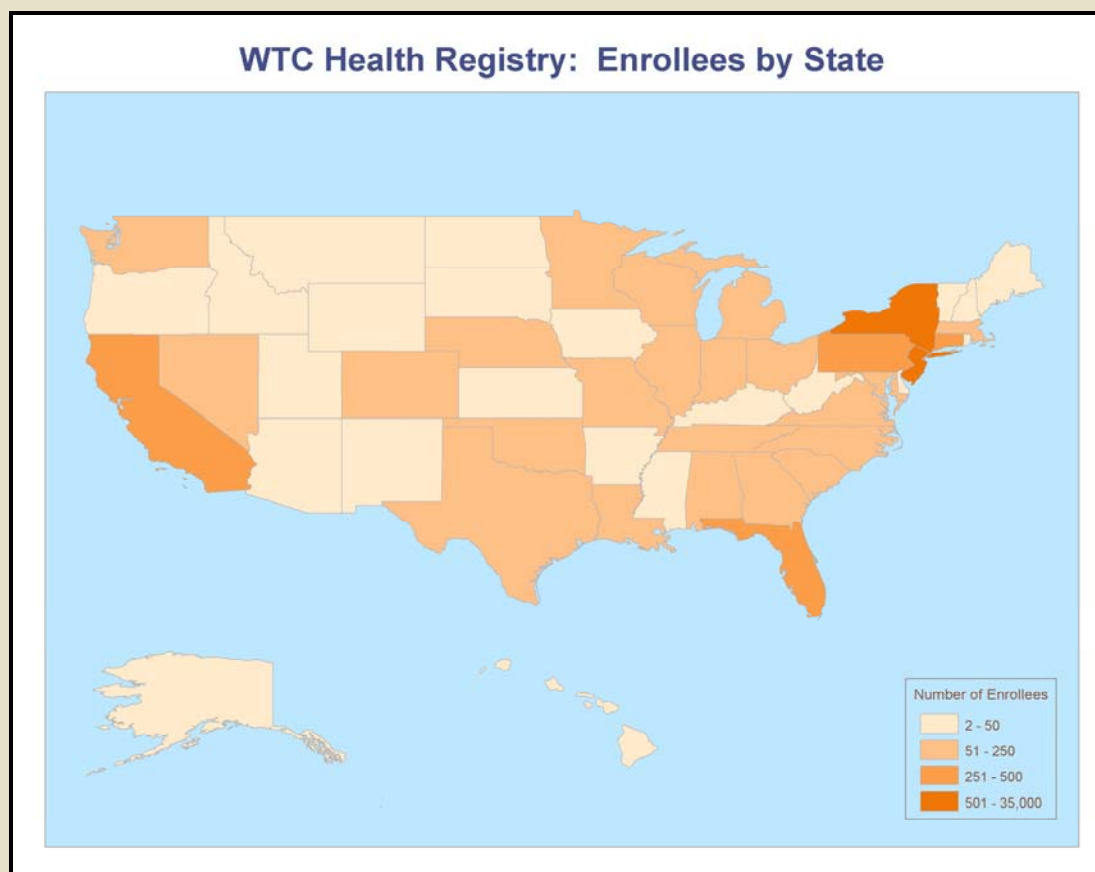 WTC Health Registry: Enrollees by State
Number of Enrollees
2 - 50
51 - 250
251 - 500
501 - 35,000